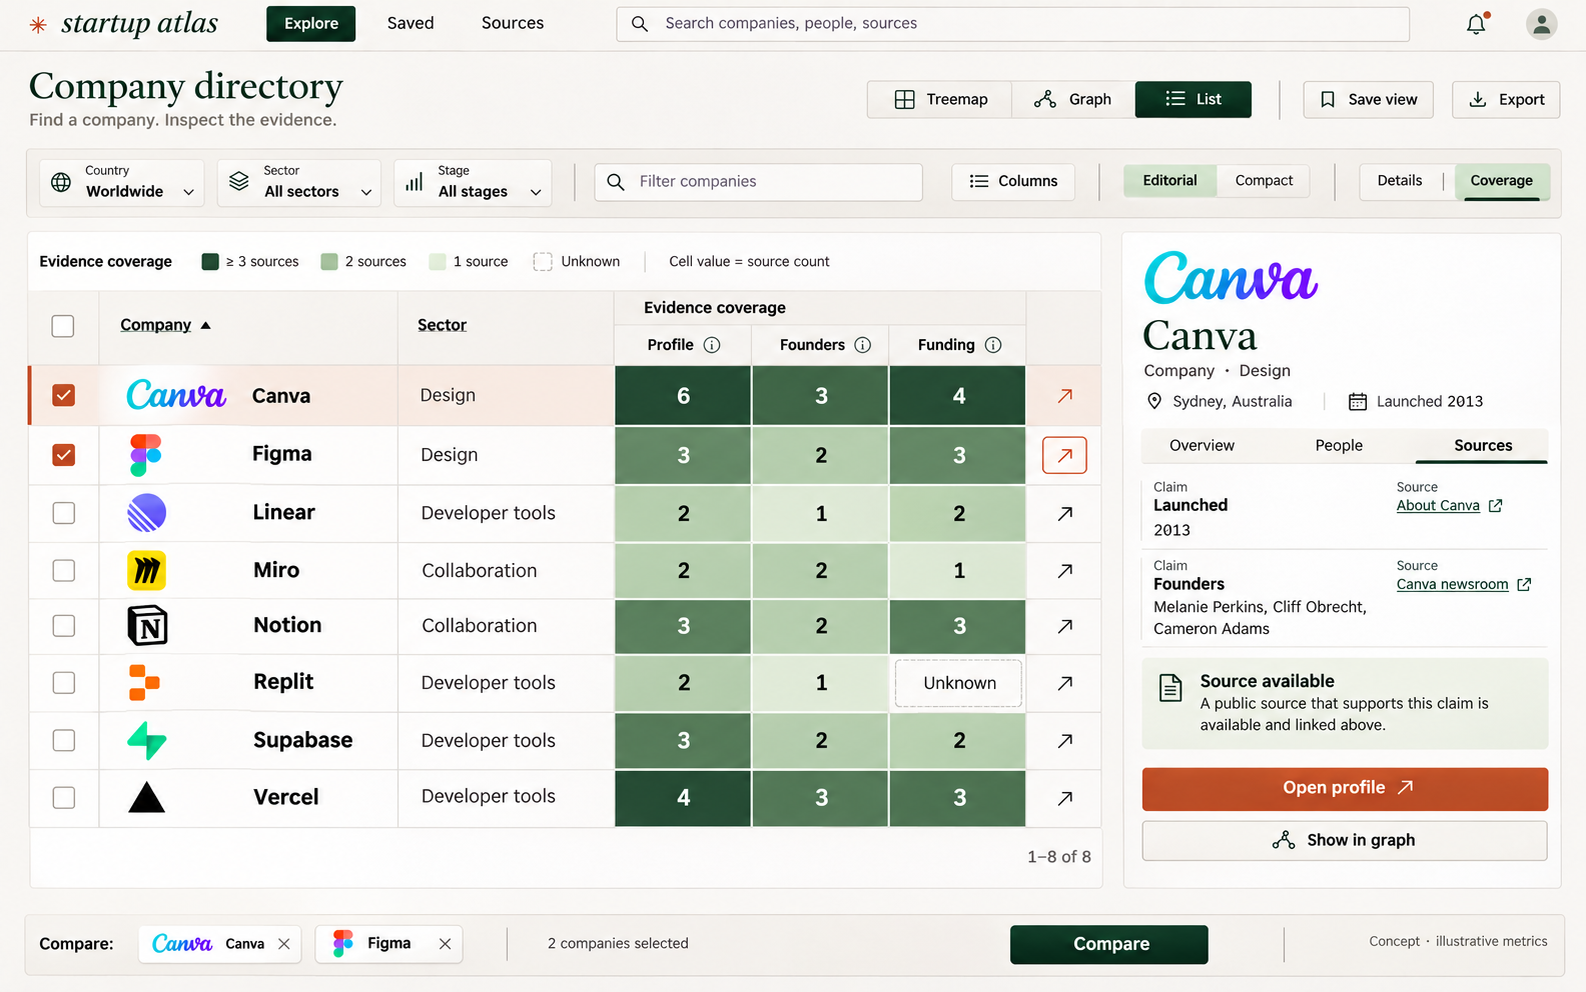 startup atlas
Explore
Saved
Sources
Search companies, people, sources
Company directory
Find a company. Inspect the evidence.
Treemap
Graph
List
Save view
Export
Country
Worldwide
Sector
All sectors
Stage
All stages
Filter companies
Columns
Editorial
Compact
Details
Coverage
Evidence coverage
≥ 3 sources
2 sources
1 source
Unknown
Cell value = source count
Company
Sector
Evidence coverage
Profile
Founders
Funding
Canva Canva Design 6 3 4
Figma Design 3 2 3
Linear Developer tools 2 1 2
Miro Collaboration 2 2 1
N Notion Collaboration 3 2 3
Replit Developer tools 2 1 Unknown
Supabase Developer tools 3 2 2
Vercel Developer tools 4 3 3
1–8 of 8
Canva
Canva
Company · Design
Sydney, Australia
Launched 2013
Overview
People
Sources
Claim
Launched
2013
Source
About Canva
Claim
Founders
Melanie Perkins, Cliff Obrecht,
Cameron Adams
Source
Canva newsroom
Source available
A public source that supports this claim is
available and linked above.
Open profile
Show in graph
Compare:
Canva Canva
Figma
2 companies selected
Compare
Concept · illustrative metrics